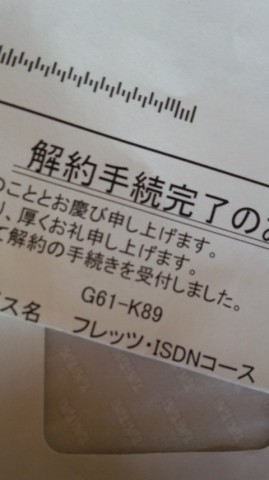 解約手続完了の
のこととお慶び申し上げます。
り、厚くお礼申し上げます。
て解約の手続きを受付しました。
G61-K89
ス名 フレッツ・ISDNコース